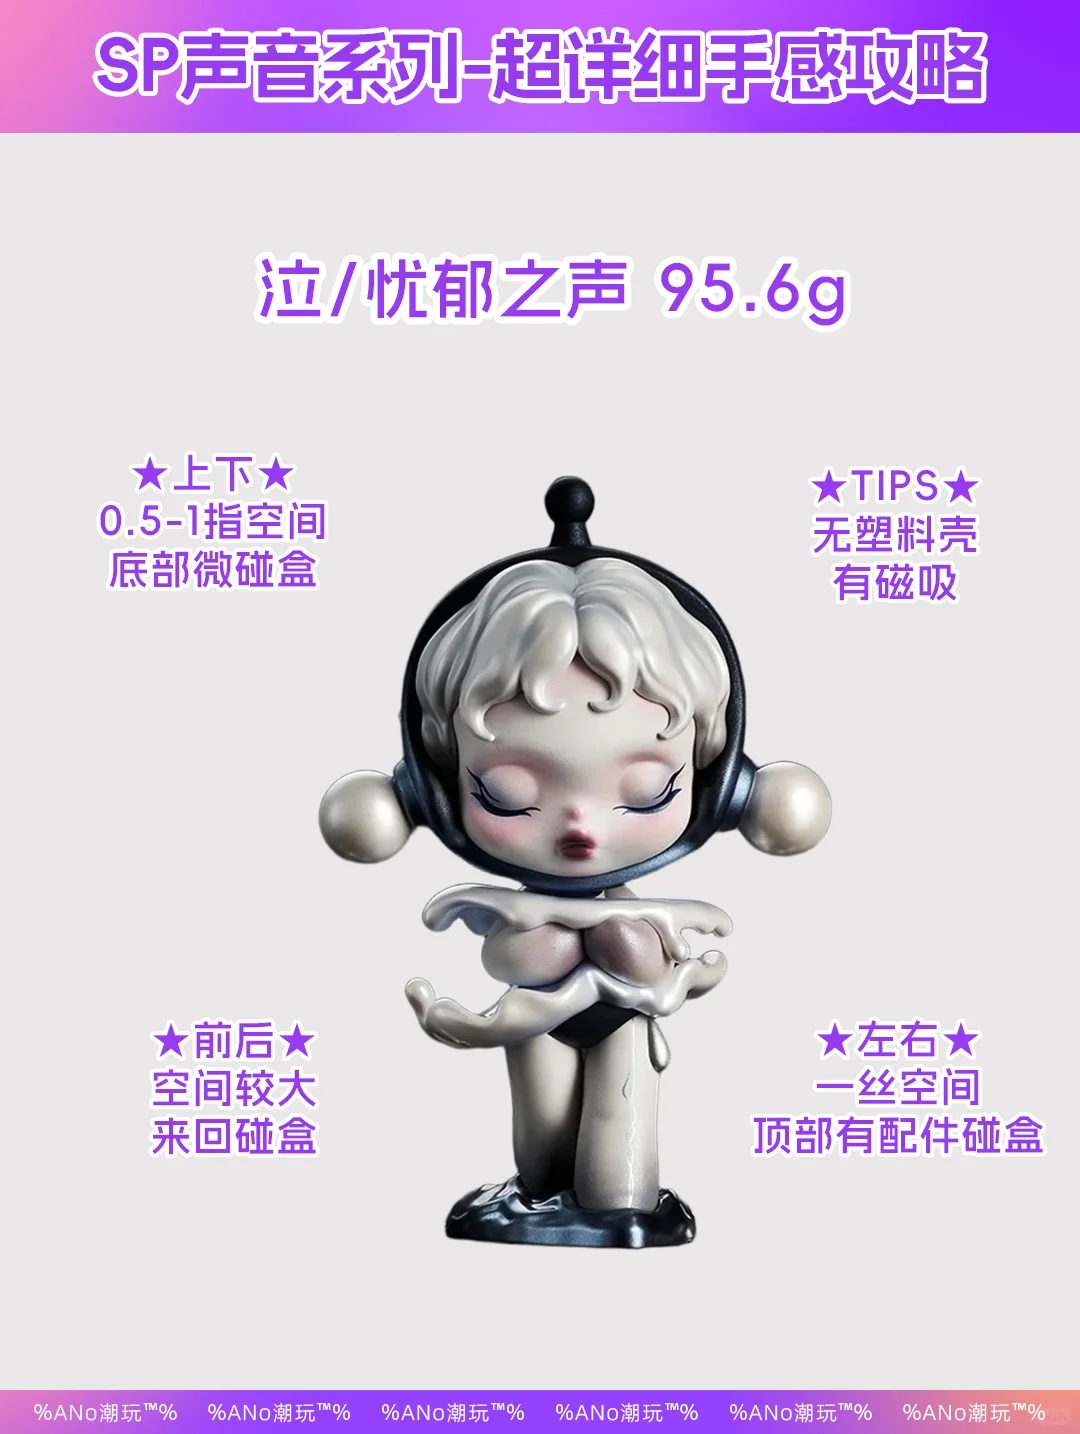 SP声音系列-超详细手感攻略
泣/忧郁之声 95.6g
★上下★
0.5-1指空间
底部微碰盒
★TIPS★
无塑料壳
有磁吸
★前后★
空间较大
来回碰盒
★左右★
一丝空间
顶部有配件碰盒
%ANo潮玩™% %ANo潮玩™% %ANo潮玩™% %ANo潮玩™% %ANo潮玩™% %ANo潮玩™%